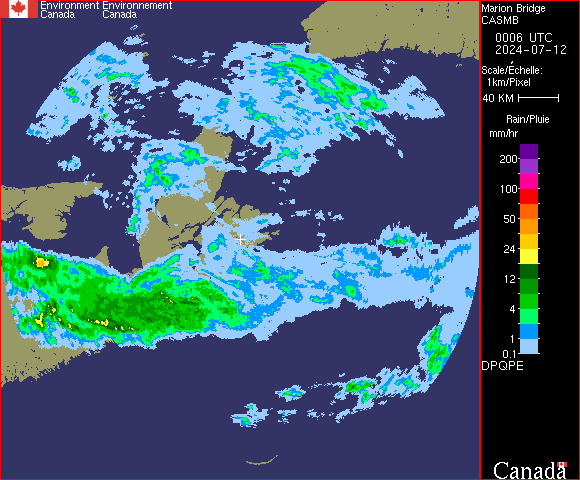 Environment Environnement
Canada Canada
Marion Bridge
CASMB
0006 UTC
2024-07-12
Scale/Echelle:
1km/Pixel
40 KM
Rain/Pluie
mm/hr
200
100
50
24
12
4
1
0.1
DPQPE
Canada